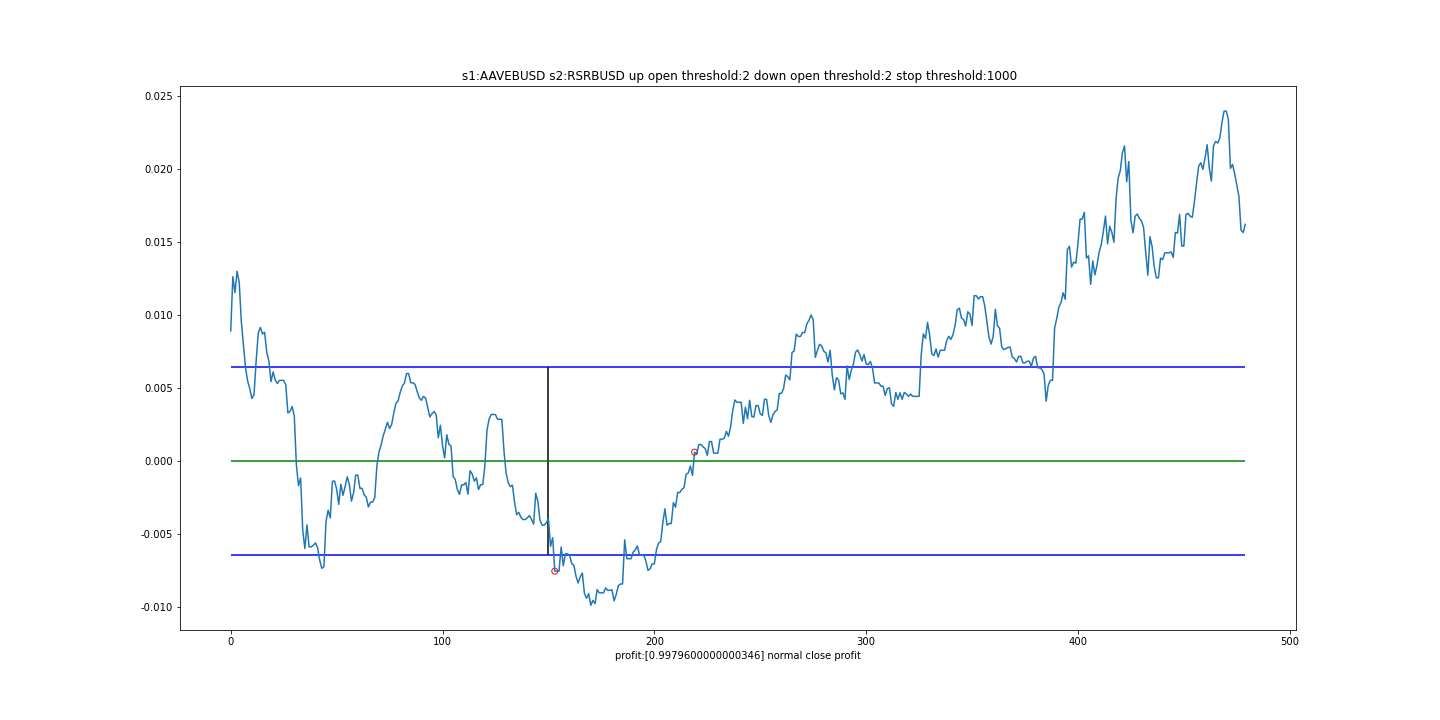 s1:AAVEBUSD s2:RSRBUSD up open threshold:2 down open threshold:2 stop threshold:1000
0.025
0.020
0.015
0.010
0.005
0.000
-0.005
-0.010
0 100 200 300 400 500
profit:[0.9979600000000346] normal close profit